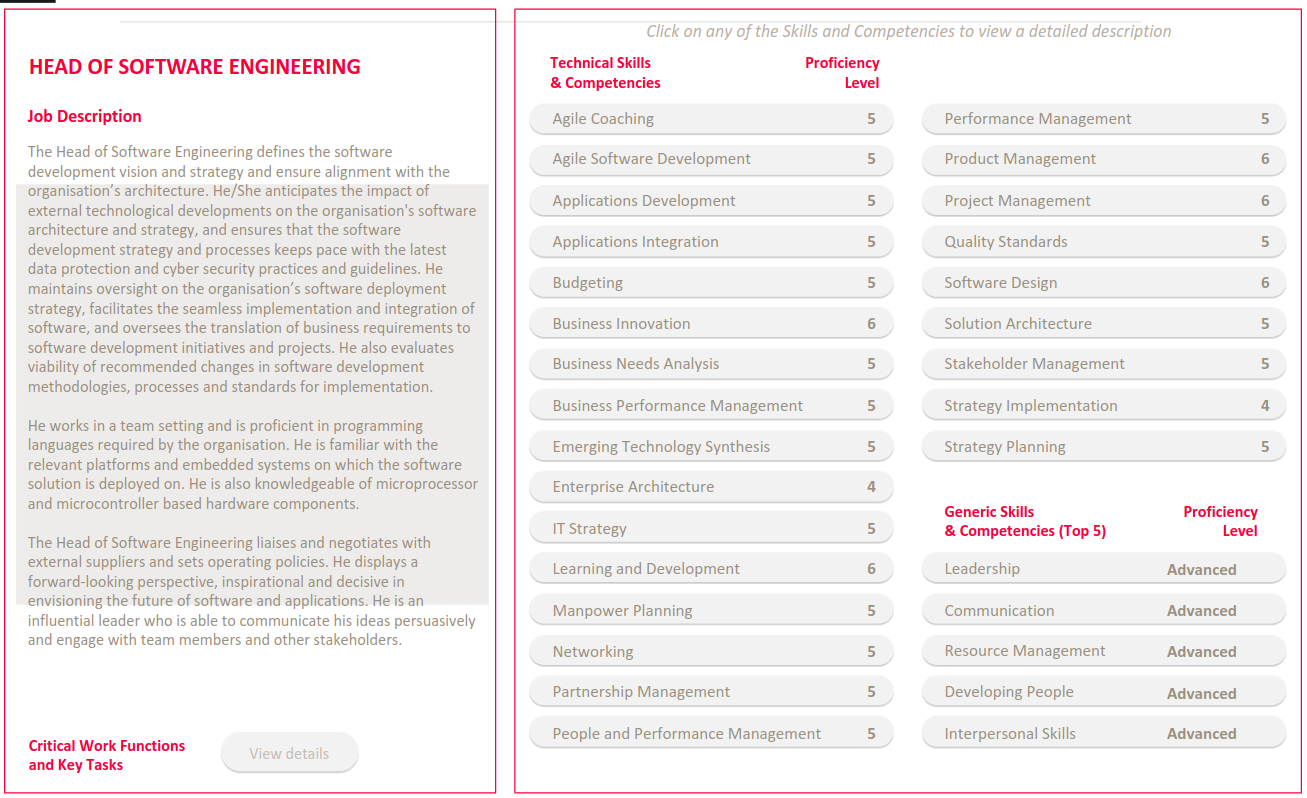 HEAD OF SOFTWARE ENGINEERING
Job Description
The Head of Software Engineering defines the software
development vision and strategy and ensure alignment with the
organisation’s architecture. He/She anticipates the impact of
external technological developments on the organisation's software
architecture and strategy, and ensures that the software
development strategy and processes keeps pace with the latest
data protection and cyber security practices and guidelines. He
maintains oversight on the organisation’s software deployment
strategy, facilitates the seamless implementation and integration of
software, and oversees the translation of business requirements to
software development initiatives and projects. He also evaluates
viability of recommended changes in software development
methodologies, processes and standards for implementation.
He works in a team setting and is proficient in programming
languages required by the organisation. He is familiar with the
relevant platforms and embedded systems on which the software
solution is deployed on. He is also knowledgeable of microprocessor
and microcontroller based hardware components.
The Head of Software Engineering liaises and negotiates with
external suppliers and sets operating policies. He displays a
forward-looking perspective, inspirational and decisive in
envisioning the future of software and applications. He is an
influential leader who is able to communicate his ideas persuasively
and engage with team members and other stakeholders.
Critical Work Functions
and Key Tasks
View details
Click on any of the Skills and Competencies to view a detailed description
Technical Skills
& Competencies
Proficiency
Level
Agile Coaching 5
Agile Software Development 5
Applications Development 5
Applications Integration 5
Budgeting 5
Business Innovation 6
Business Needs Analysis 5
Business Performance Management 5
Emerging Technology Synthesis 5
Enterprise Architecture 4
IT Strategy 5
Learning and Development 6
Manpower Planning 5
Networking 5
Partnership Management 5
People and Performance Management 5
Performance Management 5
Product Management 6
Project Management 6
Quality Standards 5
Software Design 6
Solution Architecture 5
Stakeholder Management 5
Strategy Implementation 4
Strategy Planning 5
Generic Skills
& Competencies (Top 5)
Proficiency
Level
Leadership Advanced
Communication Advanced
Resource Management Advanced
Developing People Advanced
Interpersonal Skills Advanced